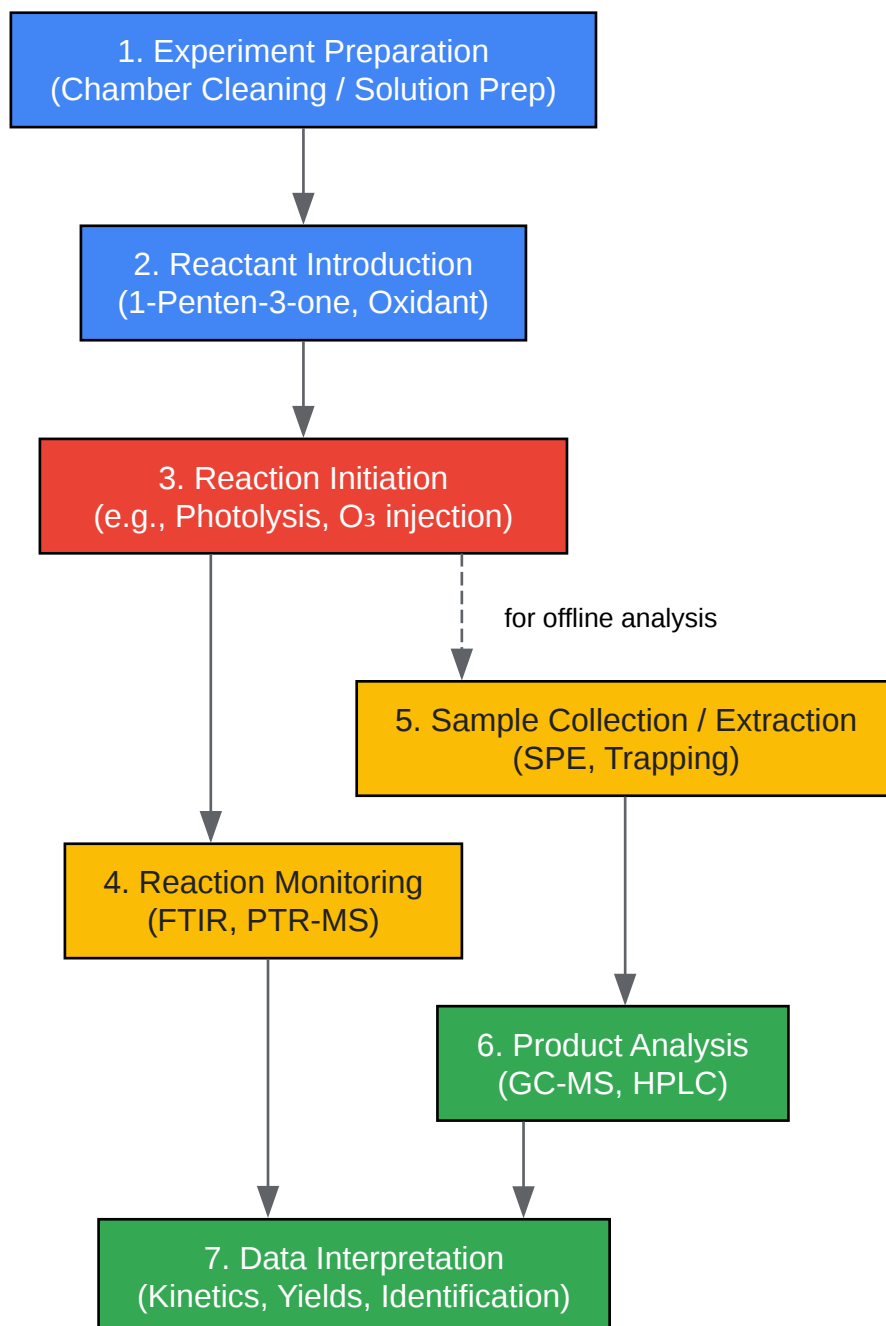 1. Experiment Preparation
(Chamber Cleaning / Solution Prep)
2. Reactant Introduction
(1-Penten-3-one, Oxidant)
3. Reaction Initiation
(e.g., Photolysis, O₃ injection)
for offline analysis
5. Sample Collection / Extraction
(SPE, Trapping)
4. Reaction Monitoring
(FTIR, PTR-MS)
6. Product Analysis
(GC-MS, HPLC)
7. Data Interpretation
(Kinetics, Yields, Identification)